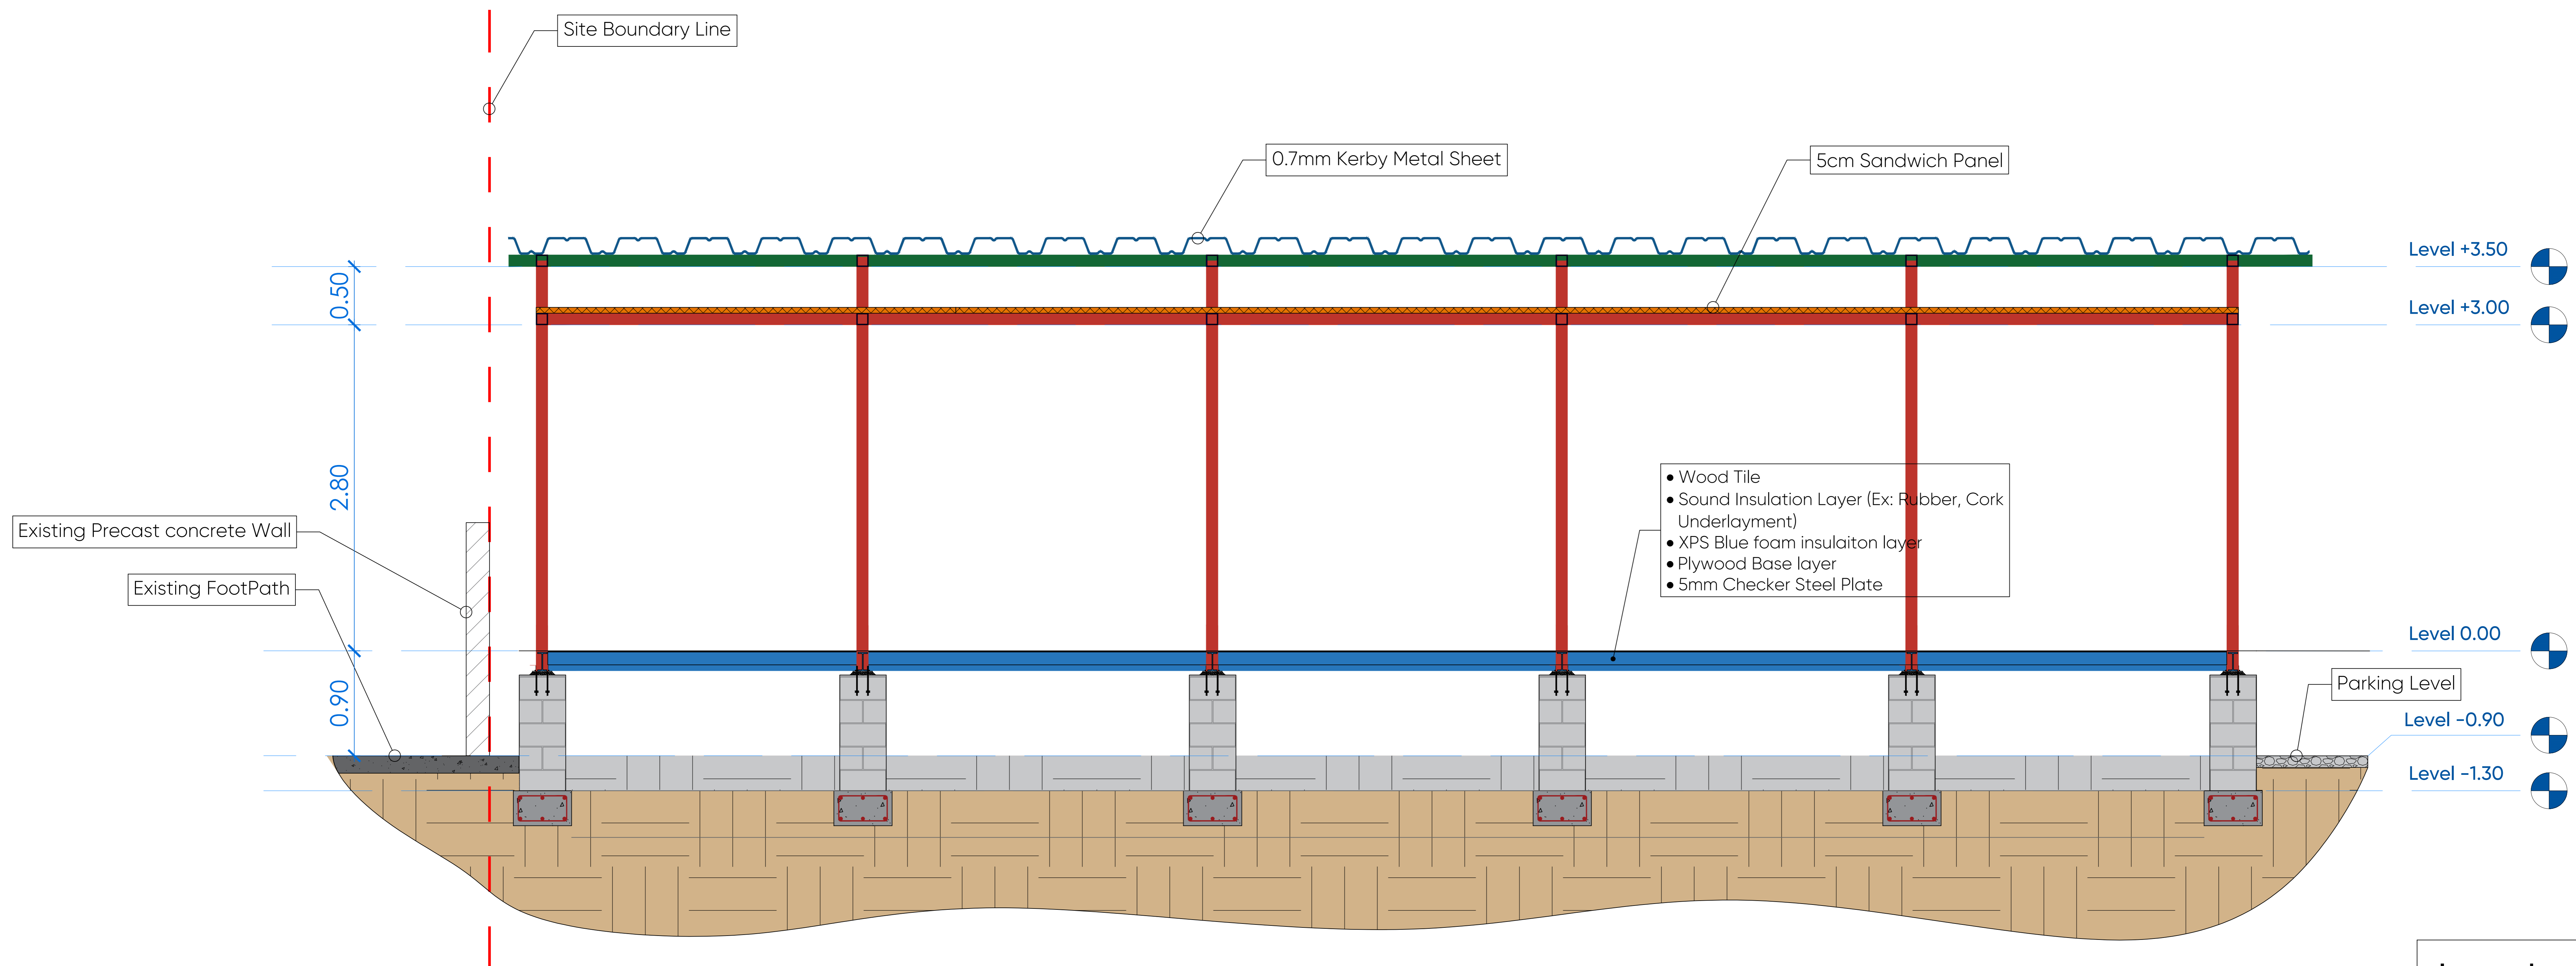 Site Boundary Line
0.7mm Kerby Metal Sheet
5cm Sandwich Panel
Level +3.50
0.50
Level +3.00
2.80
• Wood Tile
• Sound Insulation Layer (Ex: Rubber, Cork
Underlayment)
• XPS Blue foam insulaiton layer
• Plywood Base layer
• 5mm Checker Steel Plate
Existing Precast concrete Wall
Existing FootPath
Level 0.00
0.90
Parking Level
Level -0.90
Level -1.30